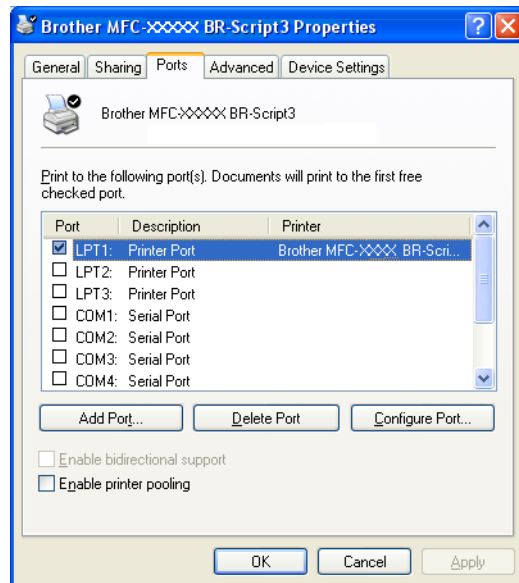 Brother MFC-XXXXX BR-Script3 Properties
General Sharing Ports Advanced Device Settings
Brother MFC-XXXXX BR-Script3
Print to the following port(s). Documents will print to the first free
checked port.
Port Description Printer
LPT1: Printer Port Brother MFC-XXXX BR-Scri...
LPT2: Printer Port
LPT3: Printer Port
COM1: Serial Port
COM2: Serial Port
COM3: Serial Port
COM4: Serial Port
Add Port... Delete Port Configure Port...
Enable bidirectional support
Enable printer pooling
OK Cancel Apply